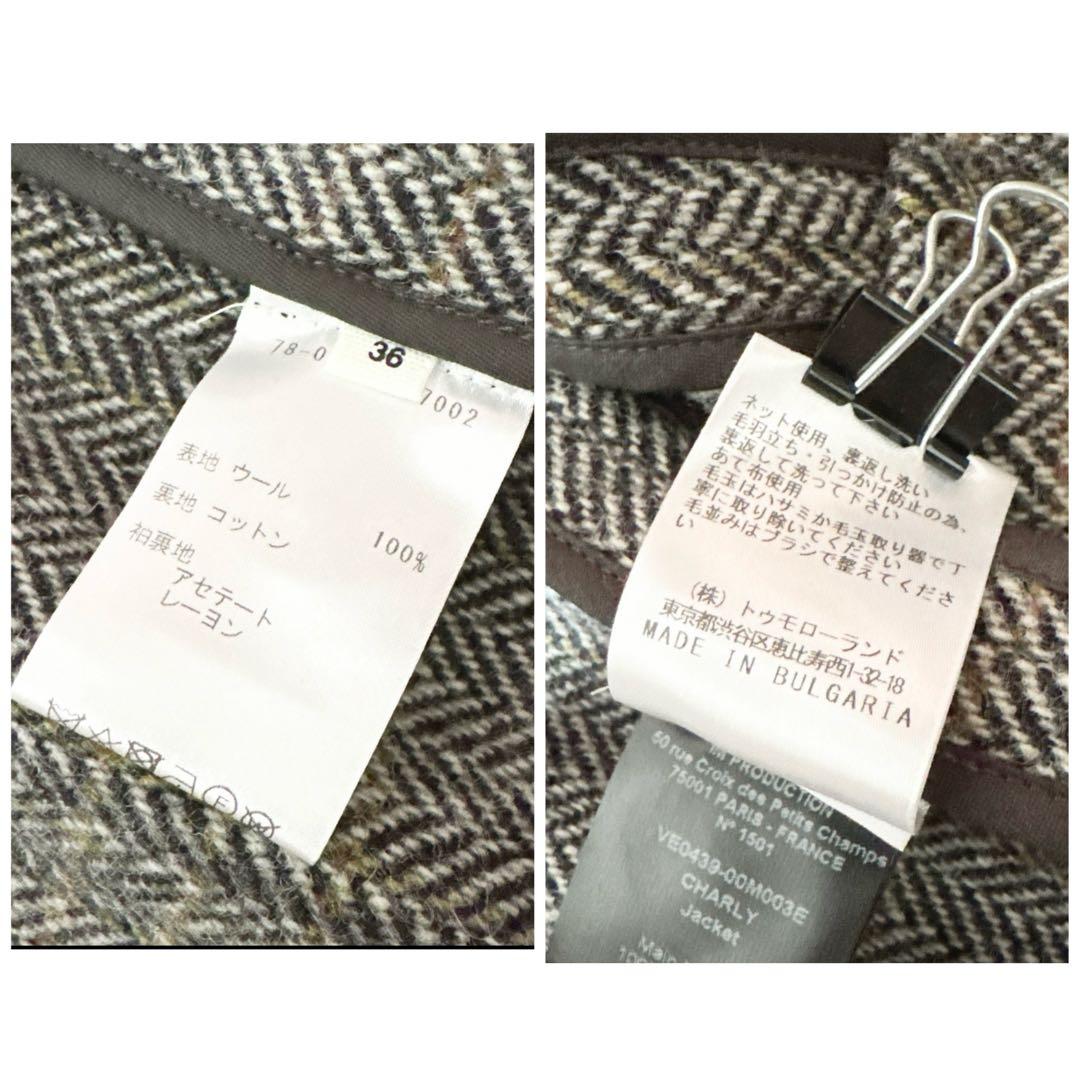 36
78-0
7002
表地 ウール
裏地 コットン
100%
袖裏地
アセテート
レーヨン
ネット使用、裏返し洗い
毛羽立ち・引っかけ防止の為、
裏返して洗って下さい
あて布使用
毛玉はハサミか毛玉取り器で丁
寧に取り除いてください
毛並みはブラシで整えてくださ
い
(株) トゥモローランド
東京都渋谷区恵比寿西1-32-18
MADE IN BULGARIA
PRODUCTION
50 rue Croix des Petits Champs
75001 PARIS - FRANCE
N° 1501
VE0439-00M003E
CHARLY
Jacket
Main